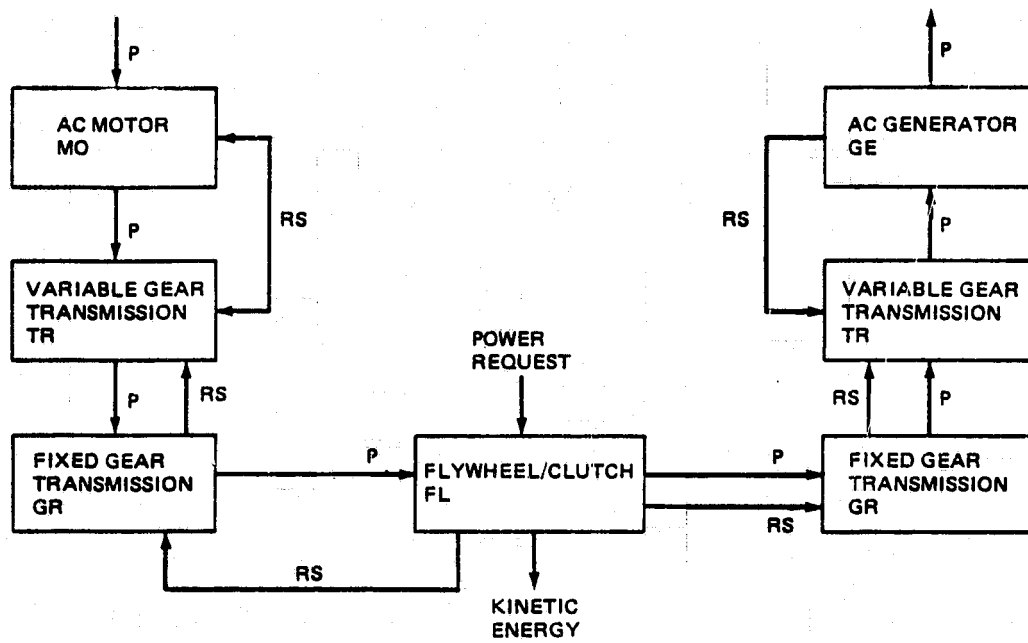 P
P
AC MOTOR
MO
AC GENERATOR
GE
RS
RS
P
P
VARIABLE GEAR
TRANSMISSION
TR
VARIABLE GEAR
TRANSMISSION
TR
POWER
REQUEST
P
RS
RS
P
FIXED GEAR
TRANSMISSION
GR
P
FLYWHEEL/CLUTCH
FL
P
RS
FIXED GEAR
TRANSMISSION
GR
RS
KINETIC
ENERGY